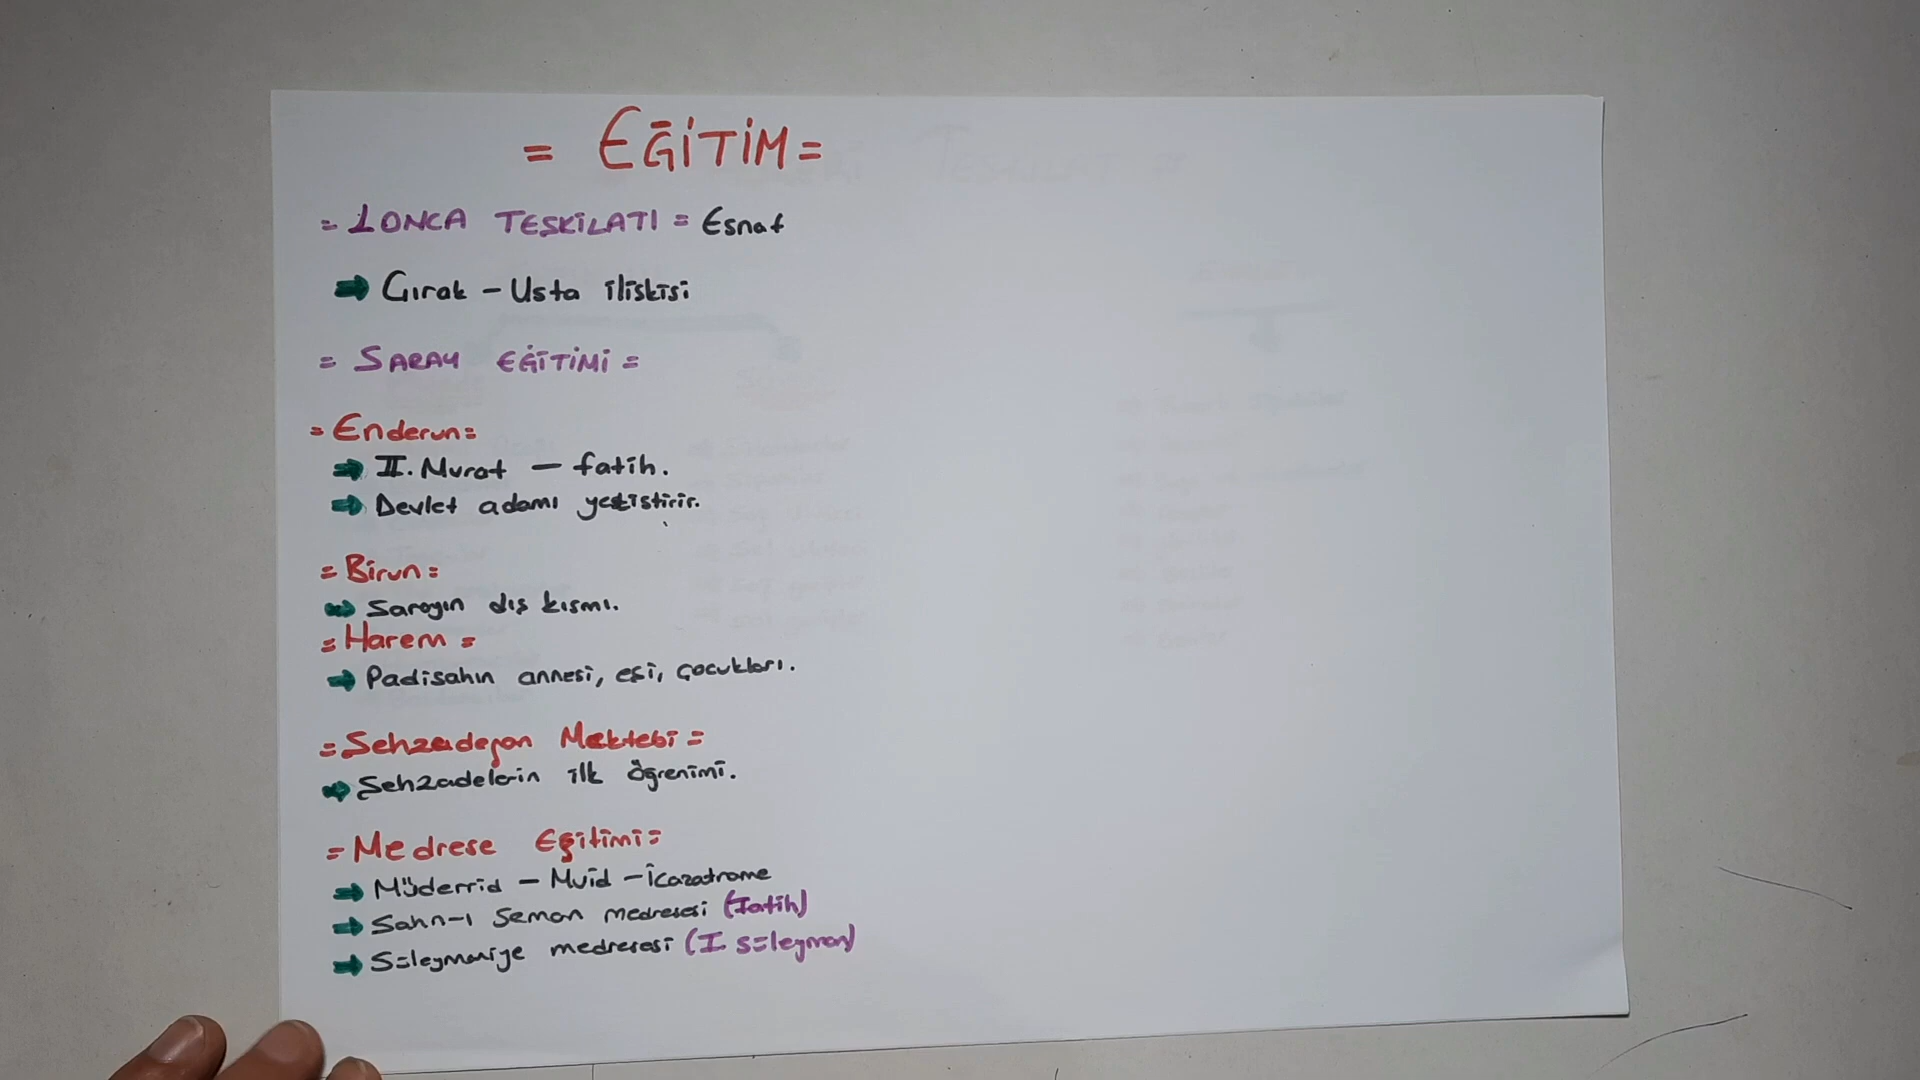 = EĞİTİM =
= LONCA TEŞKİLATI = Esnaf
Çırak - Usta ilişkisi
= SARAY EĞİTİMİ =
= Enderun =
II. Murat - fatih.
Devlet adamı yetiştirir.
= Birun =
Sarayın dış kısmı.
= Harem =
Padişahın annesi, eşi, çocukları.
= Şehzadegan Mektebi =
Şehzadelerin ilk öğrenimi.
= Medrese Eğitimi =
Müderrid - Muid - İcazatname
Sahn-ı Seman medresesi (Fatih)
Süleymaniye medresesi (I. Süleyman)